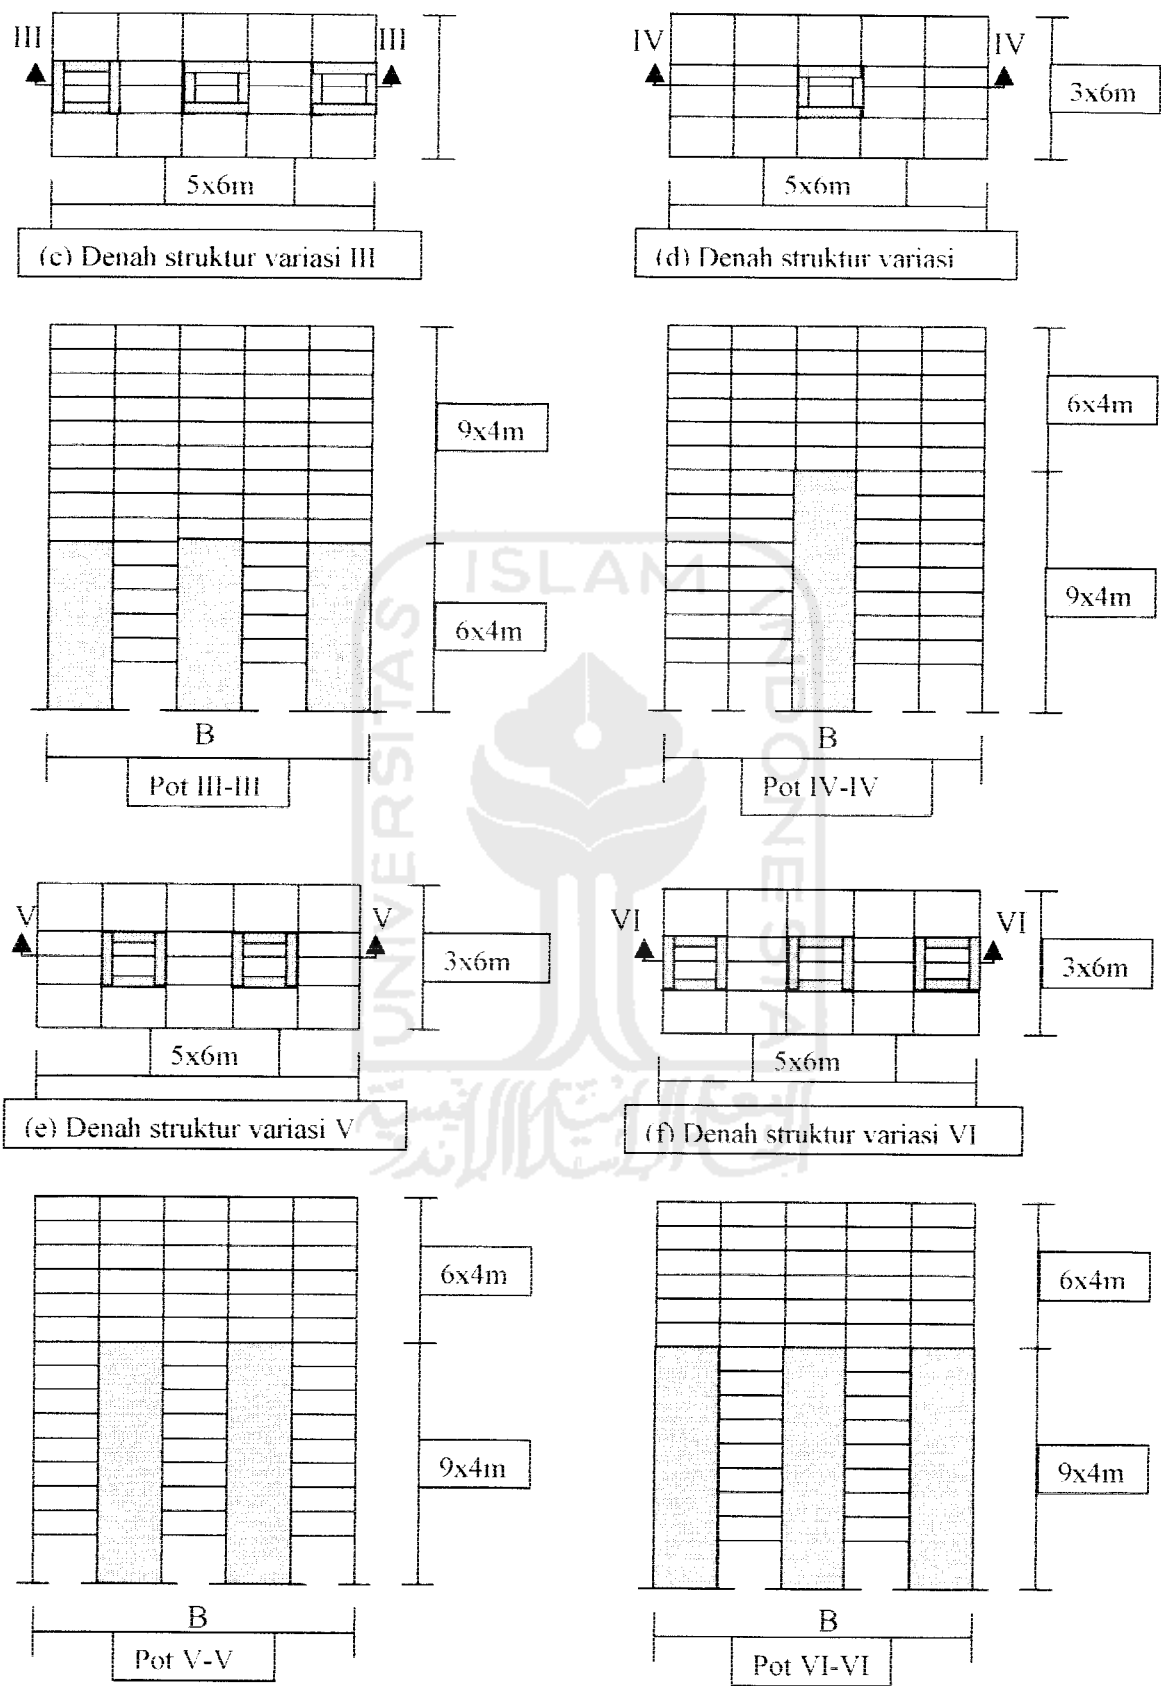 III
III
5x6m
(c) Denah struktur variasi III
IV
IV
3x6m
5x6m
(d) Denah struktur variasi
9x4m
6x4m
B
Pot III-III
6x4m
9x4m
B
Pot IV-IV
V
V
3x6m
5x6m
(e) Denah struktur variasi V
VI
VI
3x6m
5x6m
(f) Denah struktur variasi VI
6x4m
9x4m
B
Pot V-V
6x4m
9x4m
B
Pot VI-VI
UNIVERSITAS
ISLAM
INDONESIA